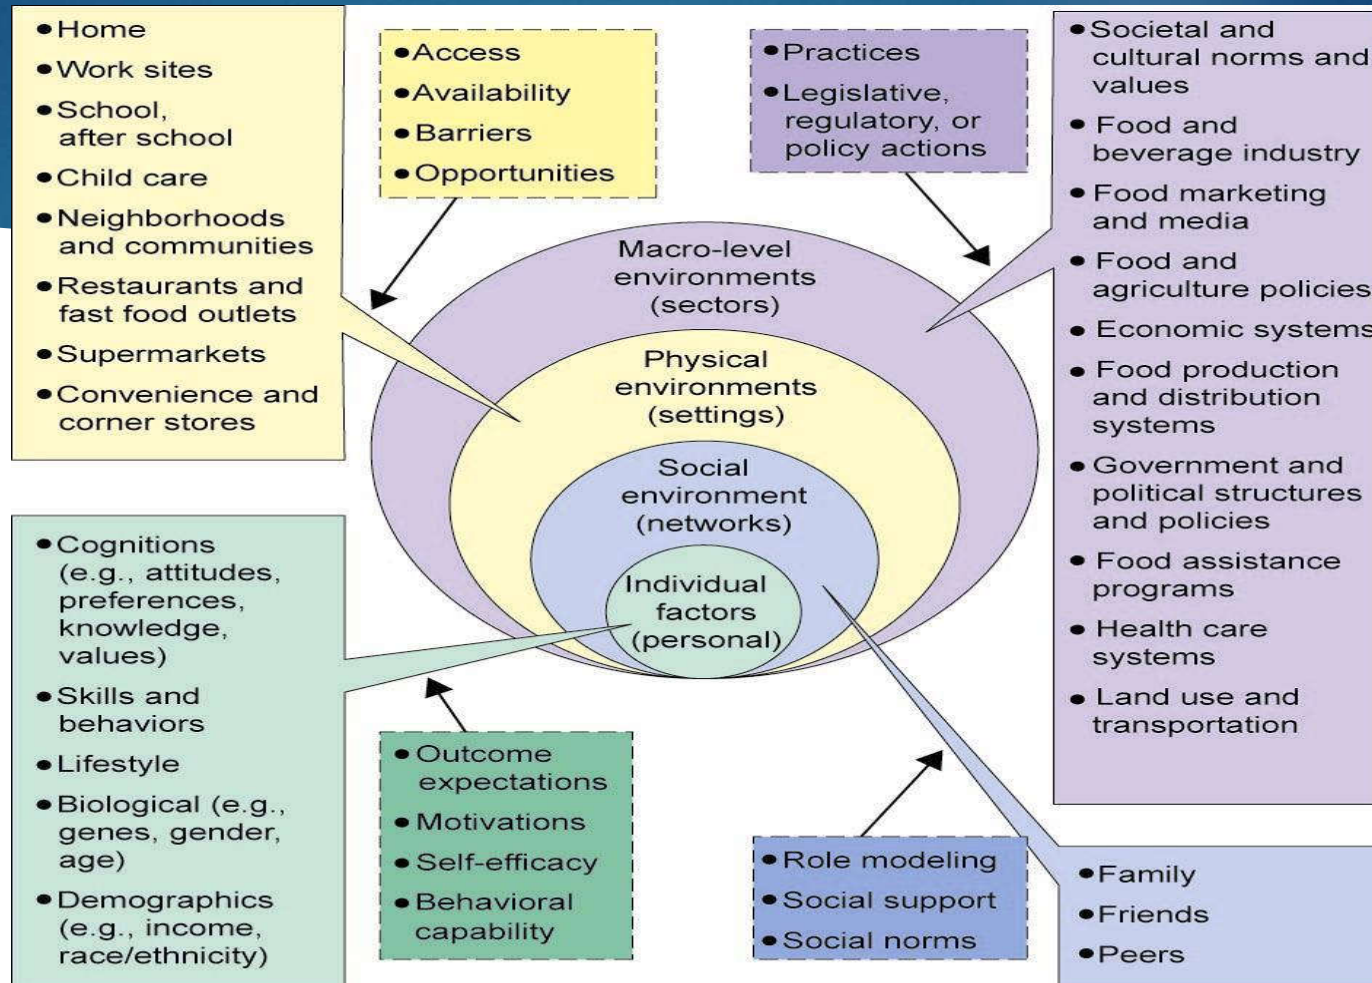 • Home
• Work sites
• School,
after school
• Child care
• Neighborhoods
and communities
• Restaurants and
fast food outlets
• Supermarkets
• Convenience and
corner stores
• Access
• Availability
• Barriers
• Opportunities
• Practices
• Legislative,
regulatory, or
policy actions
• Societal and
cultural norms and
values
• Food and
beverage industry
• Food marketing
and media
• Food and
agriculture policies
• Economic systems
• Food production
and distribution
systems
• Government and
political structures
and policies
• Food assistance
programs
• Health care
systems
• Land use and
transportation
Macro-level
environments
(sectors)
Physical
environments
(settings)
Social
environment
(networks)
Individual
factors
(personal)
• Cognitions
(e.g., attitudes,
preferences,
knowledge,
values)
• Skills and
behaviors
• Lifestyle
• Biological (e.g.,
genes, gender,
age)
• Demographics
(e.g., income,
race/ethnicity)
• Outcome
expectations
• Motivations
• Self-efficacy
• Behavioral
capability
• Role modeling
• Social support
• Social norms
• Family
• Friends
• Peers